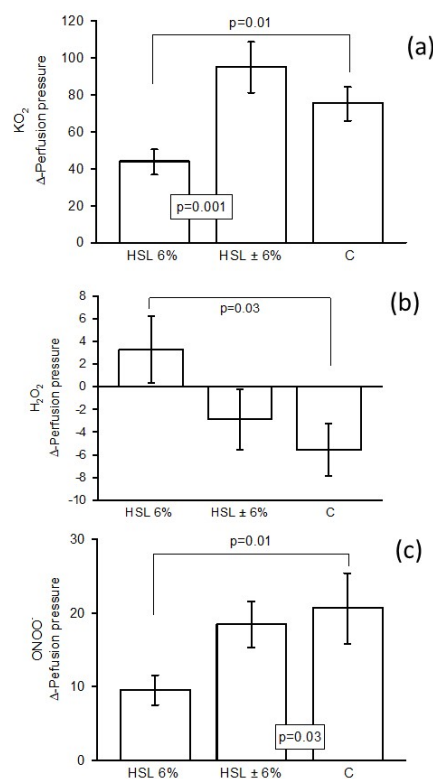 (a)
120
p=0.01
100
80
60
40
20
0
KO₂
Δ-Perfusion pressure
p=0.001
HSL 6%
HSL ± 6%
C
(b)
8
6
4
2
0
-2
-4
-6
-8
-10
p=0.03
H₂O₂
Δ-Perfusion pressure
HSL 6%
HSL ± 6%
C
(c)
30
20
10
0
p=0.01
ONOO⁻
Δ-Pefusion pressure
p=0.03
HSL 6%
HSL ± 6%
C